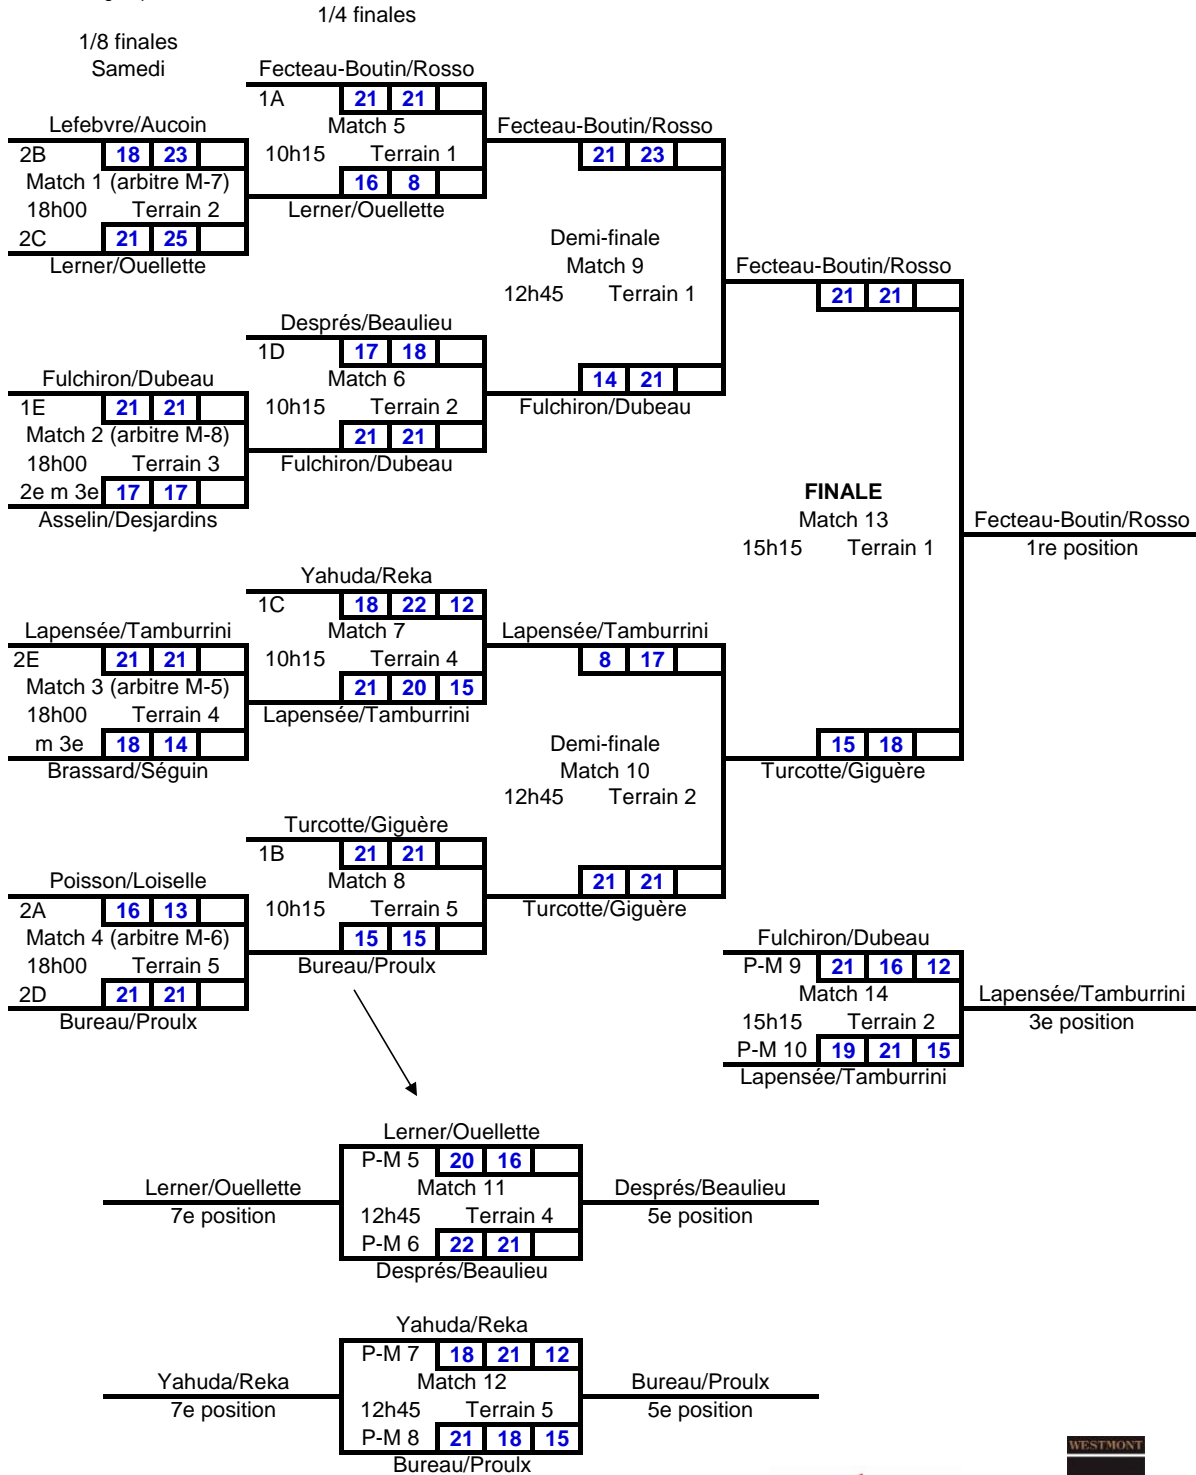 1/4 finales
1/8 finales
Samedi
Fecteau-Boutin/Rosso
1A 21 21
Lefebvre/Aucoin
Match 5
Fecteau-Boutin/Rosso
2B 18 23
10h15 Terrain 1
21 23
Match 1 (arbitre M-7)
16 8
18h00 Terrain 2
Lerner/Ouellette
2C 21 25
Demi-finale
Lerner/Ouellette
Match 9
Fecteau-Boutin/Rosso
12h45 Terrain 1
21 21
Després/Beaulieu
1D 17 18
Fulchiron/Dubeau
Match 6
14 21
1E 21 21
10h15 Terrain 2
Fulchiron/Dubeau
Match 2 (arbitre M-8)
21 21
18h00 Terrain 3
Fulchiron/Dubeau
2e m 3e 17 17
FINALE
Asselin/Desjardins
Match 13
Fecteau-Boutin/Rosso
15h15 Terrain 1
1re position
Yahuda/Reka
1C 18 22 12
Lapensée/Tamburrini
Match 7
Lapensée/Tamburrini
2E 21 21
10h15 Terrain 4
8 17
Match 3 (arbitre M-5)
21 20 15
18h00 Terrain 4
Lapensée/Tamburrini
m 3e 18 14
Demi-finale
15 18
Brassard/Séguin
Match 10
Turcotte/Giguère
12h45 Terrain 2
Turcotte/Giguère
1B 21 21
Poisson/Loiselle
Match 8
21 21
2A 16 13
10h15 Terrain 5
Turcotte/Giguère
Match 4 (arbitre M-6)
15 15
Fulchiron/Dubeau
18h00 Terrain 5
Bureau/Proulx
P-M 9 21 16 12
2D 21 21
Match 14
Lapensée/Tamburrini
Bureau/Proulx
15h15 Terrain 2
3e position
P-M 10 19 21 15
Lapensée/Tamburrini
Lerner/Ouellette
P-M 5 20 16
Lerner/Ouellette
Match 11
Després/Beaulieu
7e position
12h45 Terrain 4
5e position
P-M 6 22 21
Després/Beaulieu
Yahuda/Reka
P-M 7 18 21 12
Yahuda/Reka
Match 12
Bureau/Proulx
7e position
12h45 Terrain 5
5e position
P-M 8 21 18 15
Bureau/Proulx
WESTMONT